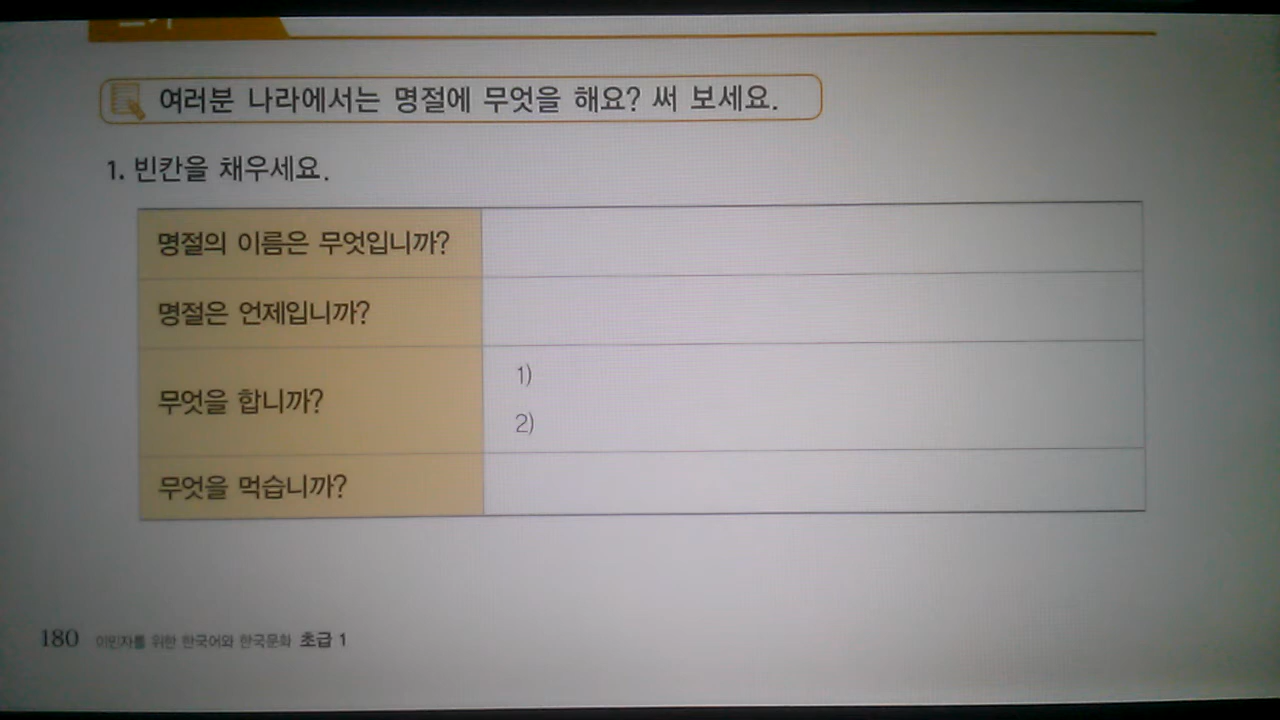 여러분 나라에서는 명절에 무엇을 해요? 써 보세요.
1. 빈칸을 채우세요.
명절의 이름은 무엇입니까?
명절은 언제입니까?
무엇을 합니까?
1)
2)
무엇을 먹습니까?
180 이민자를 위한 한국어와 한국문화 초급 1